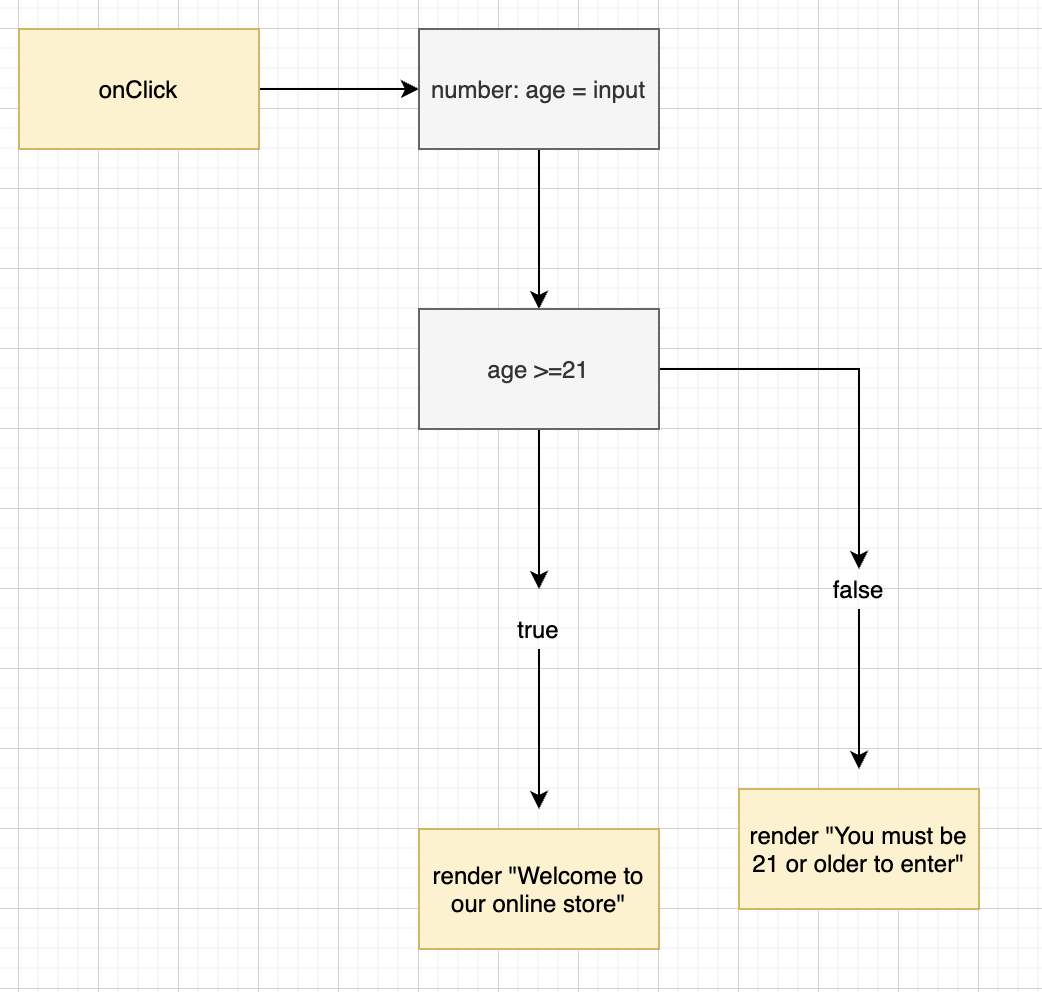 onClick
number: age = input
age >=21
true
false
render "Welcome to
our online store"
render "You must be
21 or older to enter"